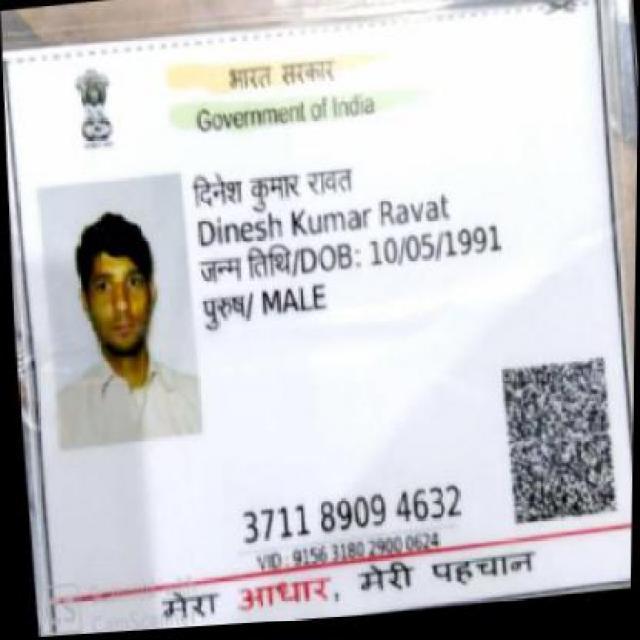 भारत सरकार
Government of India
दिनेश कुमार रावत
Dinesh Kumar Ravat
जन्म तिथि/DOB: 10/05/1991
पुरुष/ MALE
3711 8909 4632
VID : 9156 3180 2900 0624
मेरा आधार, मेरी पहचान